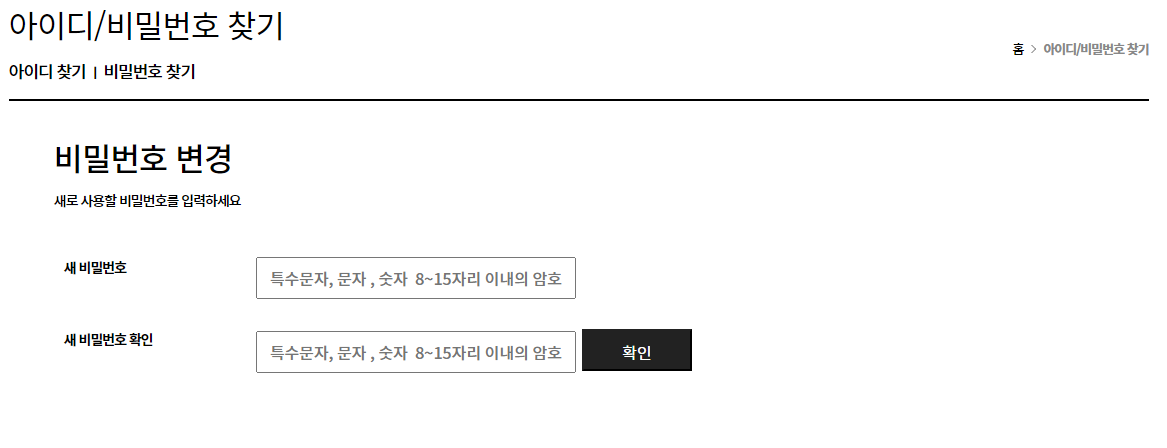 아이디/비밀번호 찾기
홈 > 아이디/비밀번호 찾기
아이디 찾기 | 비밀번호 찾기
비밀번호 변경
새로 사용할 비밀번호를 입력하세요
새 비밀번호
특수문자, 문자 , 숫자 8~15자리 이내의 암호
새 비밀번호 확인
특수문자, 문자 , 숫자 8~15자리 이내의 암호
확인